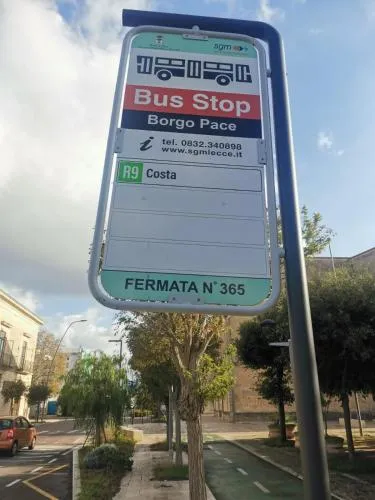 sgm
Bus Stop
Borgo Pace
i tel. 0832.340898
www.sgmlecce.it
R9 Costa
FERMATA N° 365